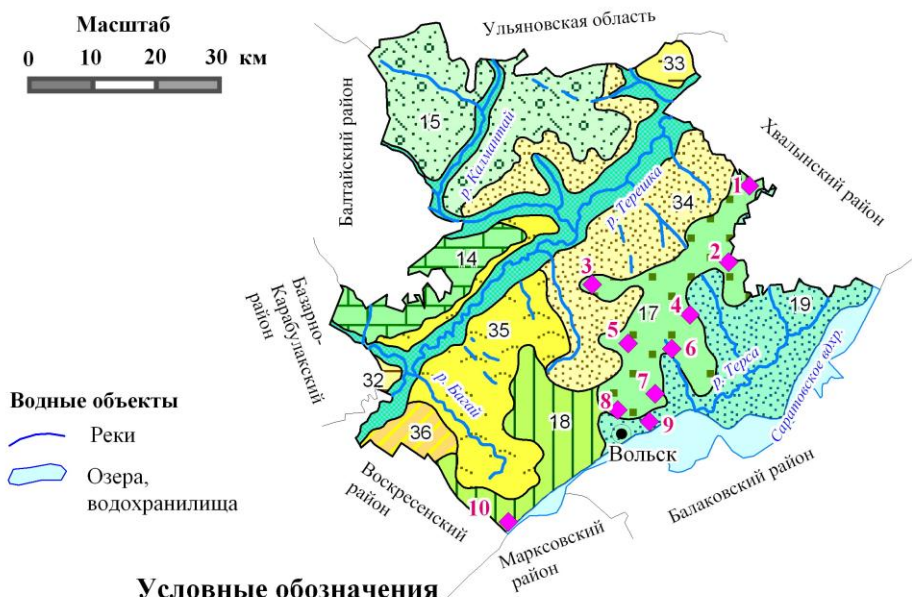 Масштаб
0 10 20 30 км
Ульяновская область
Балтайский район
Хвалынский район
Базарно-
Карабулакский
район
33
15
р. Калмантай
1
34
р. Терешка
2
14
3
19
17
4
35
5
6
р. Терса
Саратовское вдхр.
32
7
р. Багай
18
8
9
36
Вольск
10
Воскресенский
район
Марксовский
район
Балаковский район
Водные объекты
Реки
Озера,
водохранилища
Условные обозначения